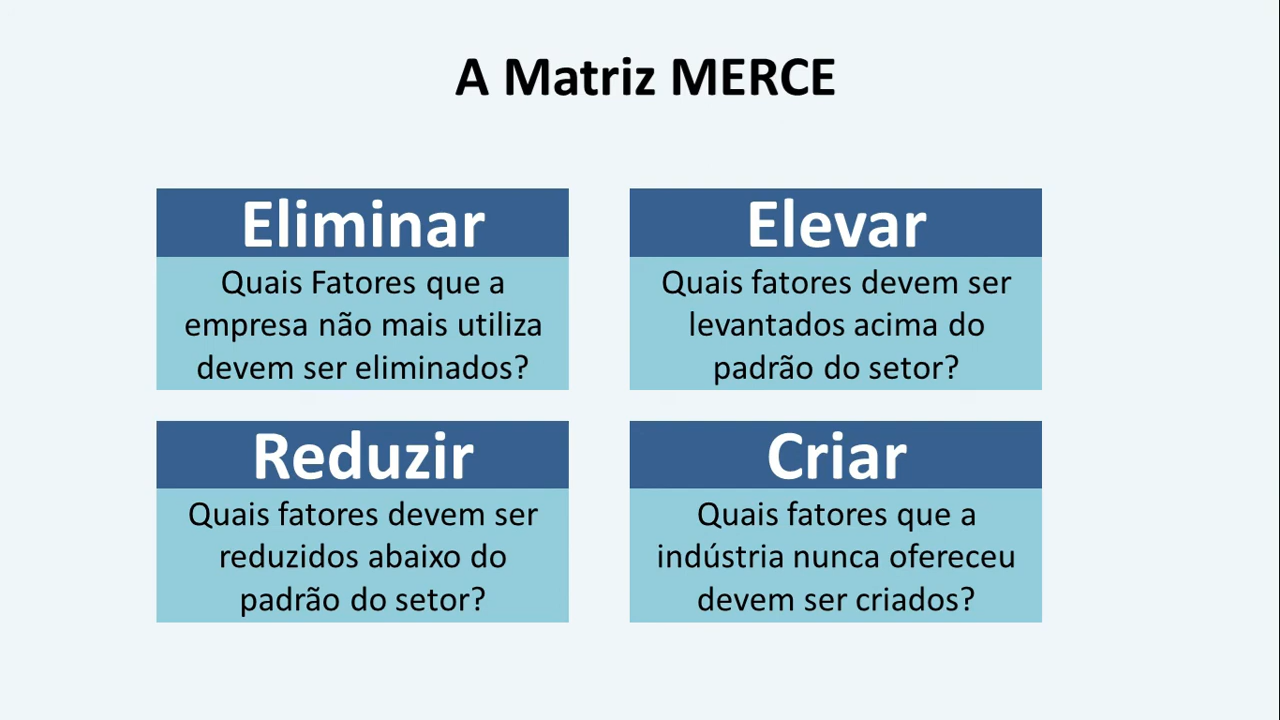 A Matriz MERCE
Eliminar
Quais Fatores que a
empresa não mais utiliza
devem ser eliminados?
Elevar
Quais fatores devem ser
levantados acima do
padrão do setor?
Reduzir
Quais fatores devem ser
reduzidos abaixo do
padrão do setor?
Criar
Quais fatores que a
indústria nunca ofereceu
devem ser criados?